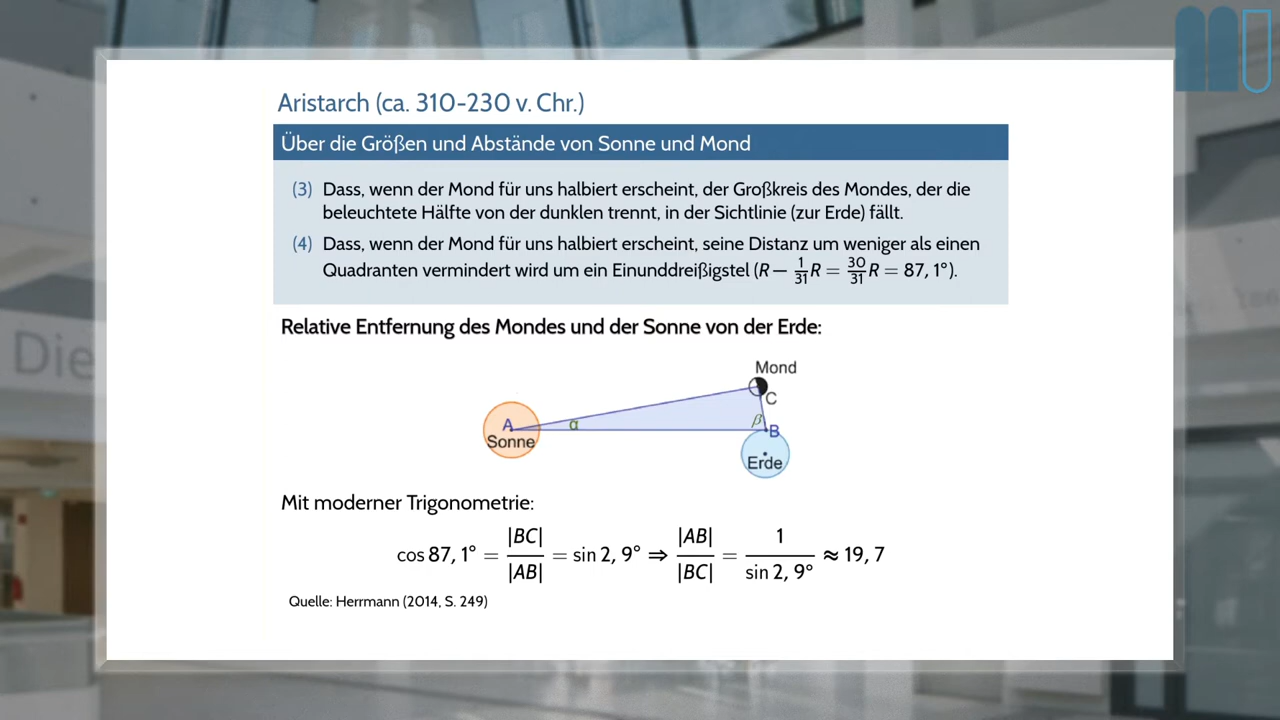 Aristarch (ca. 310-230 v. Chr.)
Über die Größen und Abstände von Sonne und Mond
(3) Dass, wenn der Mond für uns halbiert erscheint, der Großkreis des Mondes, der die
beleuchtete Hälfte von der dunklen trennt, in der Sichtlinie (zur Erde) fällt.
(4) Dass, wenn der Mond für uns halbiert erscheint, seine Distanz um weniger als einen
Quadranten vermindert wird um ein Einunddreißigstel (R − 1/31 R = 30/31 R = 87, 1°).
Relative Entfernung des Mondes und der Sonne von der Erde:
Mond
C
A
α
β
B
Sonne
Erde
Mit moderner Trigonometrie:
cos 87, 1° = |BC|/|AB| = sin 2, 9° ⇒ |AB|/|BC| = 1/sin 2, 9° ≈ 19, 7
Quelle: Herrmann (2014, S. 249)
Die